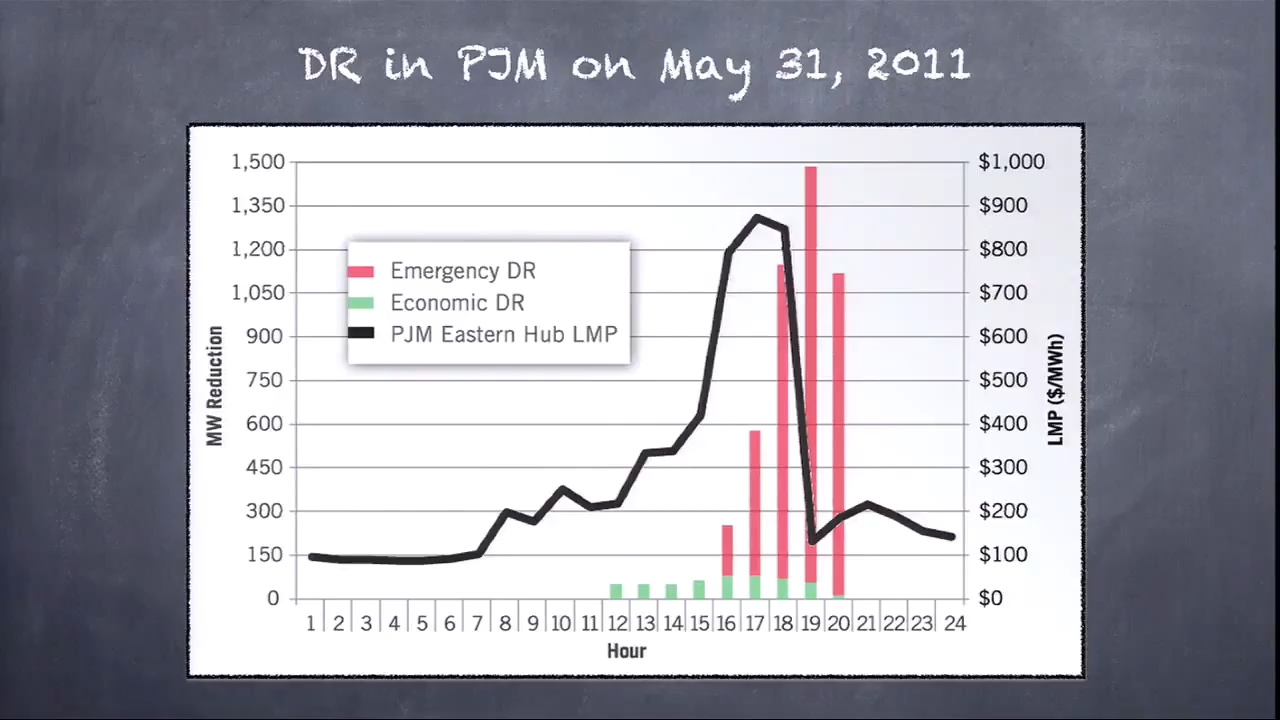 DR in PJM on May 31, 2011
1,500
1,350
1,200
1,050
900
750
600
450
300
150
0
MW Reduction
Emergency DR
Economic DR
PJM Eastern Hub LMP
$1,000
$900
$800
$700
$600
$500
$400
$300
$200
$100
$0
LMP ($/MWh)
1 2 3 4 5 6 7 8 9 10 11 12 13 14 15 16 17 18 19 20 21 22 23 24
Hour